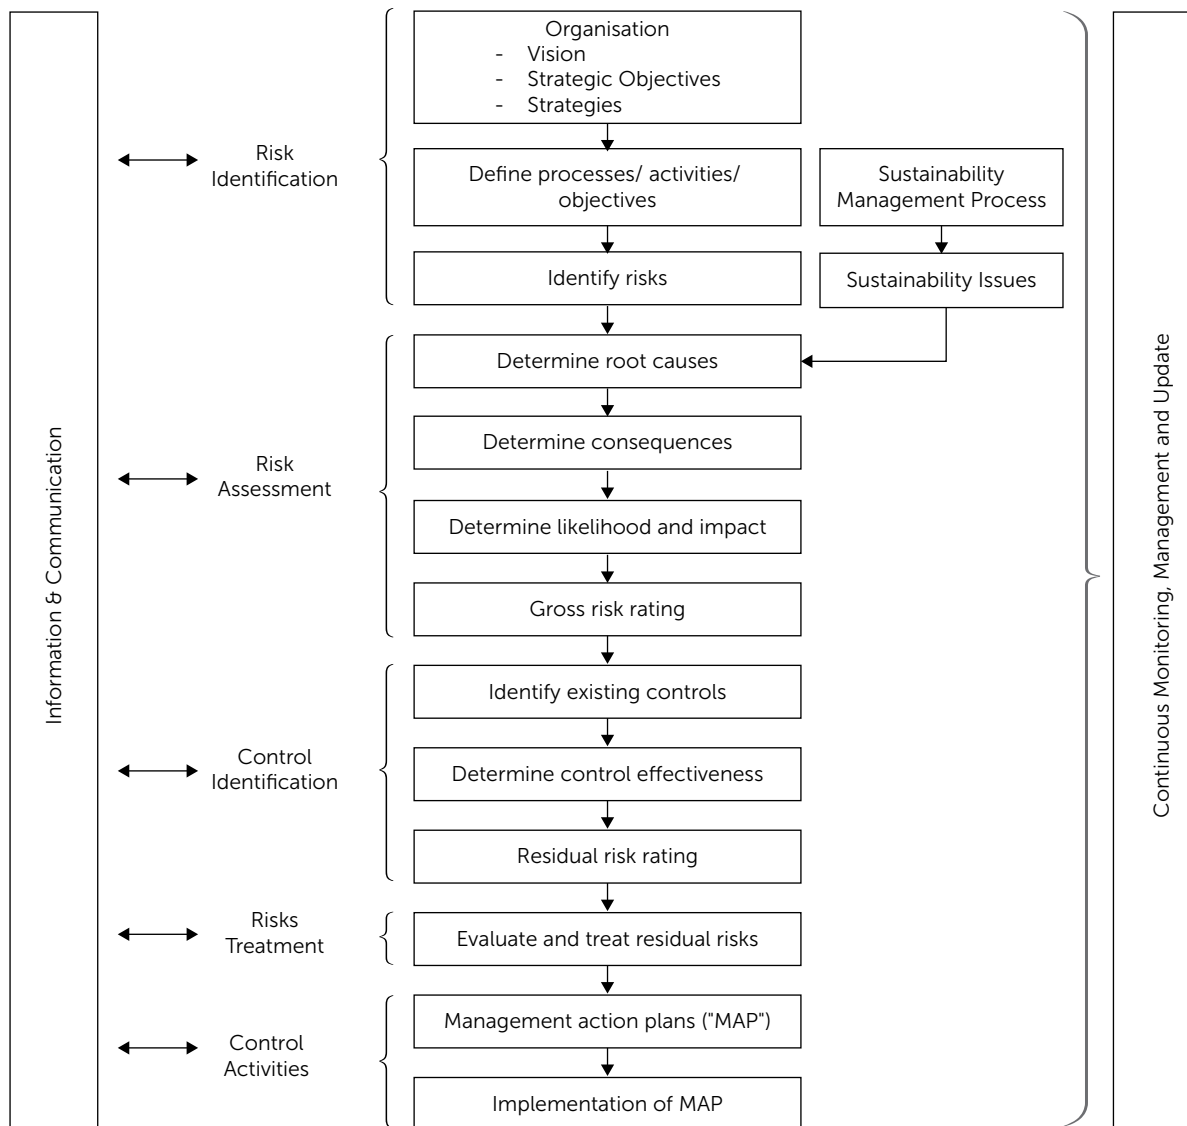 Organisation
- Vision
- Strategic Objectives
- Strategies
Risk
Identification
Define processes/ activities/
objectives
Sustainability
Management Process
Identify risks
Sustainability Issues
Determine root causes
Determine consequences
Risk
Assessment
Determine likelihood and impact
Gross risk rating
Identify existing controls
Control
Identification
Determine control effectiveness
Residual risk rating
Risks
Treatment
Evaluate and treat residual risks
Management action plans ("MAP")
Control
Activities
Implementation of MAP
Information & Communication
Continuous Monitoring, Management and Update